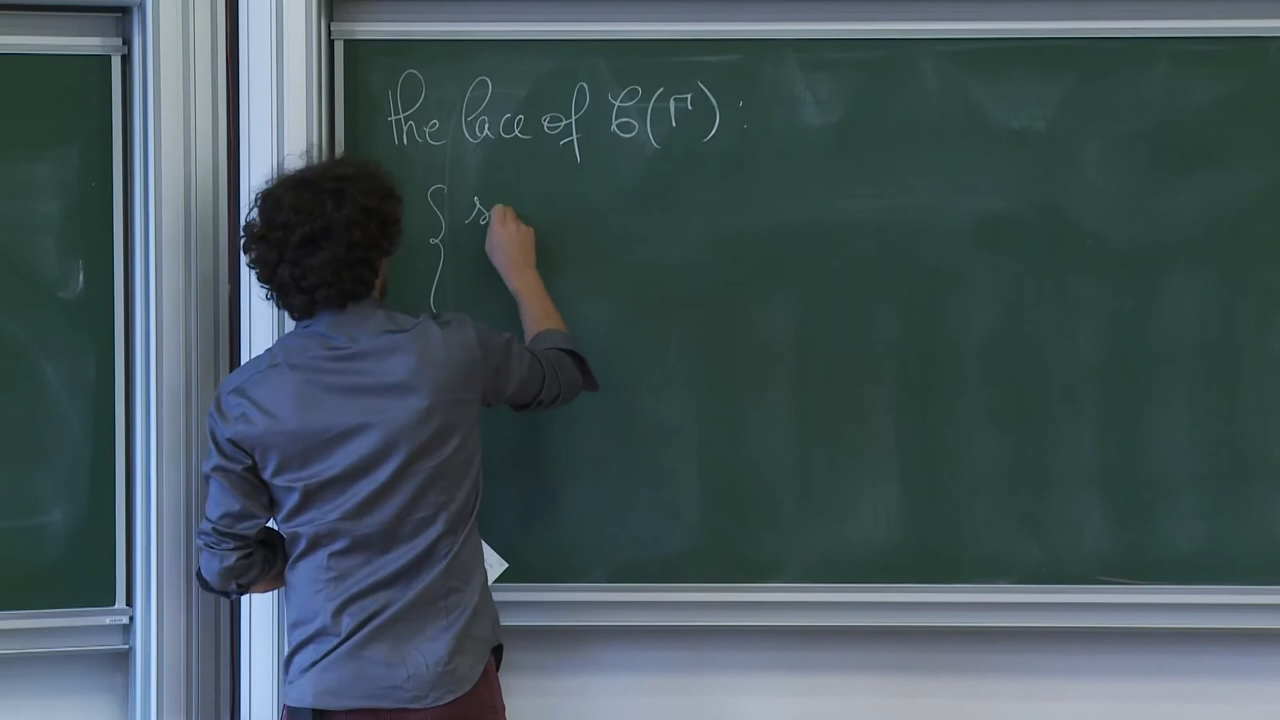 the lace of 𝒞(Γ) :
{ s